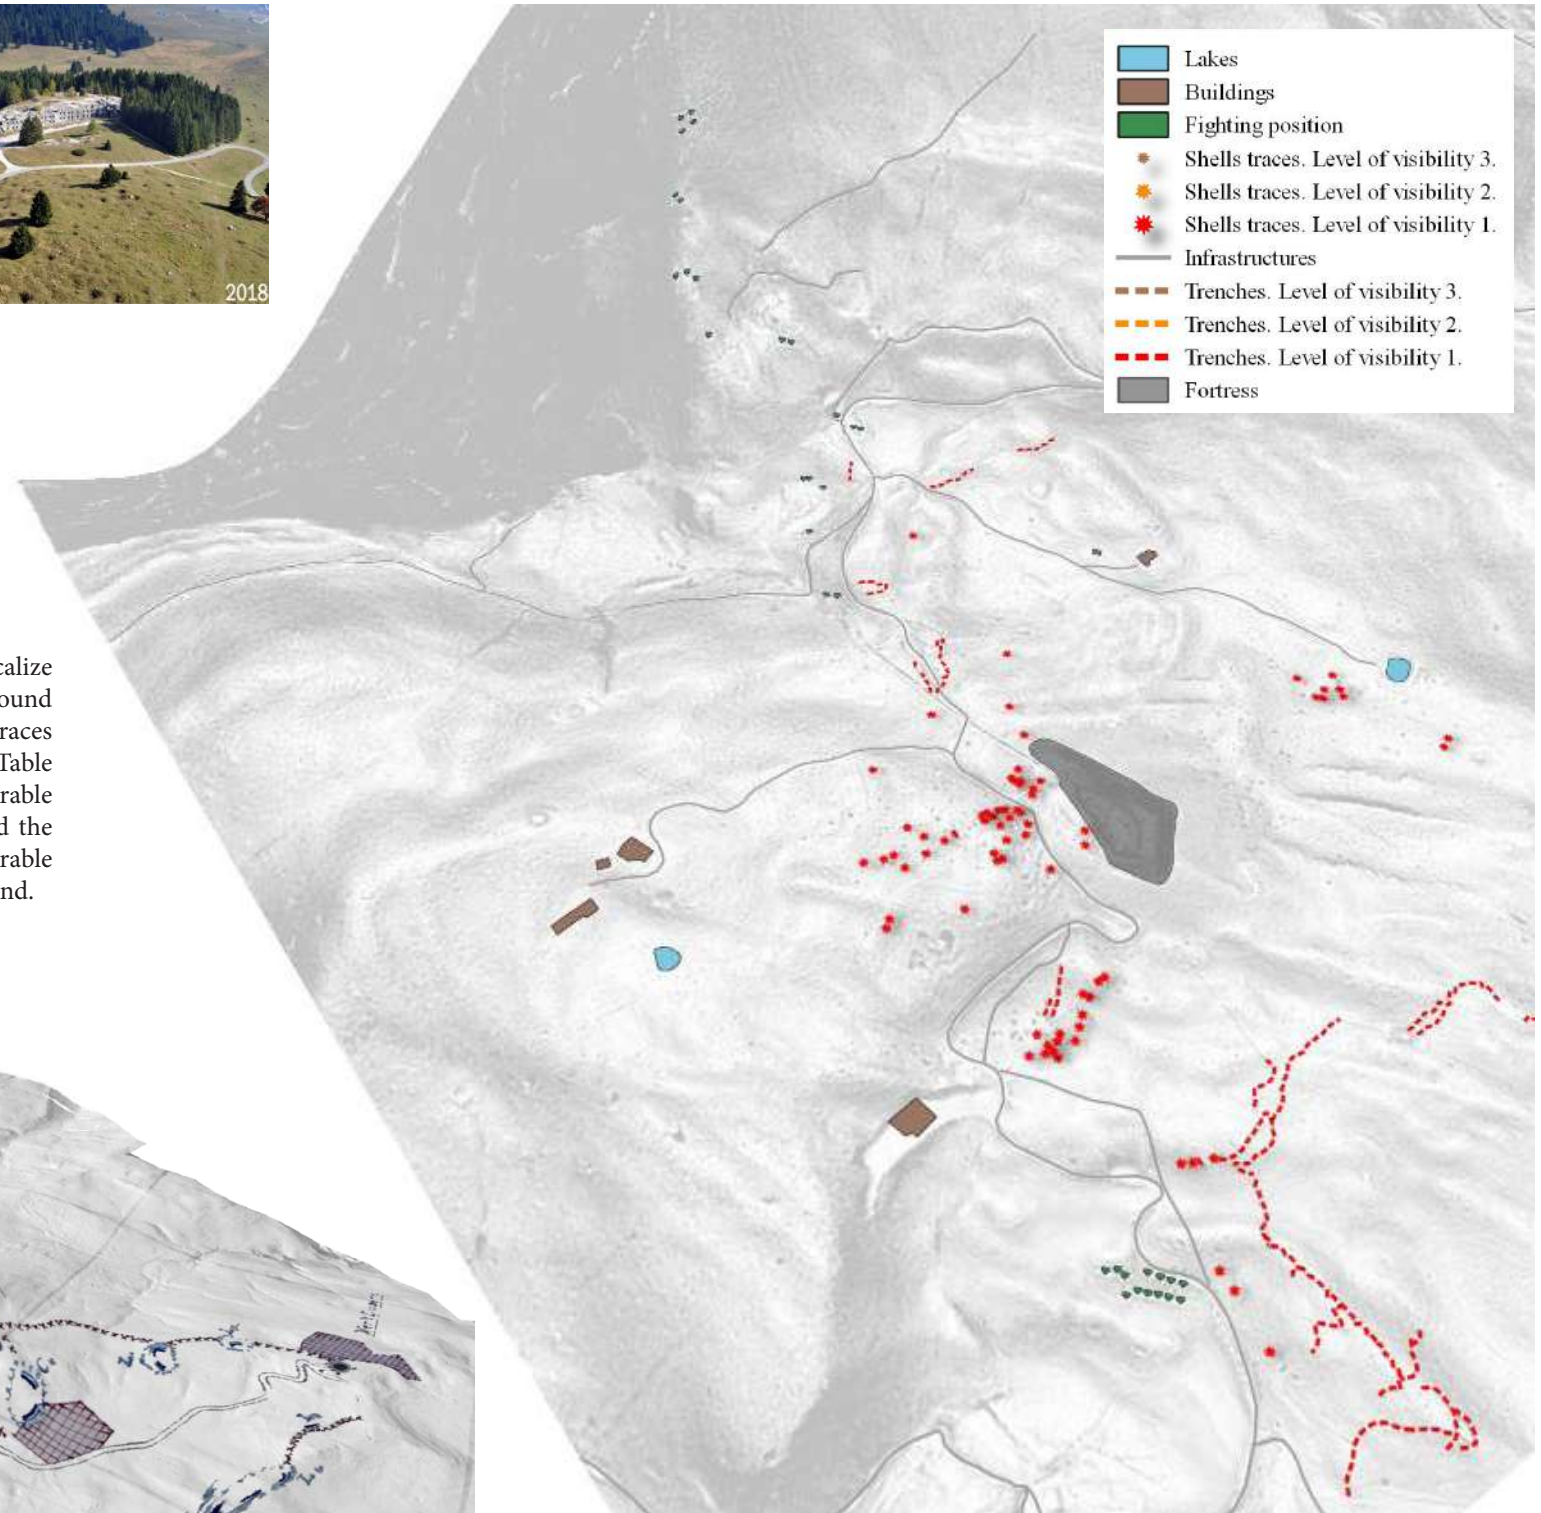 2018
calize
ound
races
Table
rable
d the
rable
nd.
Lakes
Buildings
Fighting position
Shells traces. Level of visibility 3.
Shells traces. Level of visibility 2.
Shells traces. Level of visibility 1.
Infrastructures
Trenches. Level of visibility 3.
Trenches. Level of visibility 2.
Trenches. Level of visibility 1.
Fortress